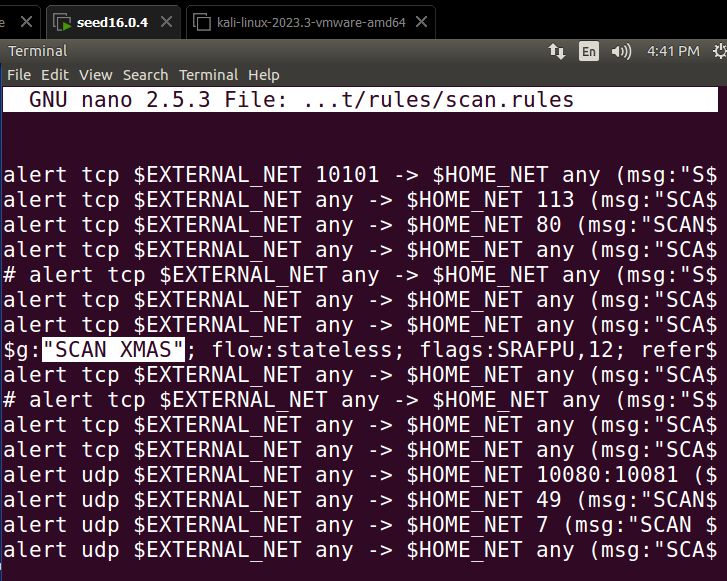 e
seed16.0.4
kali-linux-2023.3-vmware-amd64
Terminal En 4:41 PM
File Edit View Search Terminal Help
GNU nano 2.5.3 File: ...t/rules/scan.rules
alert tcp $EXTERNAL_NET 10101 -> $HOME_NET any (msg:"S$
alert tcp $EXTERNAL_NET any -> $HOME_NET 113 (msg:"SCA$
alert tcp $EXTERNAL_NET any -> $HOME_NET 80 (msg:"SCAN$
alert tcp $EXTERNAL_NET any -> $HOME_NET any (msg:"SCA$
# alert tcp $EXTERNAL_NET any -> $HOME_NET any (msg:"S$
alert tcp $EXTERNAL_NET any -> $HOME_NET any (msg:"SCA$
alert tcp $EXTERNAL_NET any -> $HOME_NET any (msg:"SCA$
$g:"SCAN XMAS"; flow:stateless; flags:SRAFPU,12; refer$
alert tcp $EXTERNAL_NET any -> $HOME_NET any (msg:"SCA$
# alert tcp $EXTERNAL_NET any -> $HOME_NET any (msg:"S$
alert tcp $EXTERNAL_NET any -> $HOME_NET any (msg:"SCA$
alert tcp $EXTERNAL_NET any -> $HOME_NET any (msg:"SCA$
alert udp $EXTERNAL_NET any -> $HOME_NET 10080:10081 ($
alert udp $EXTERNAL_NET any -> $HOME_NET 49 (msg:"SCAN$
alert udp $EXTERNAL_NET any -> $HOME_NET 7 (msg:"SCAN $
alert udp $EXTERNAL_NET any -> $HOME_NET any (msg:"SCA$